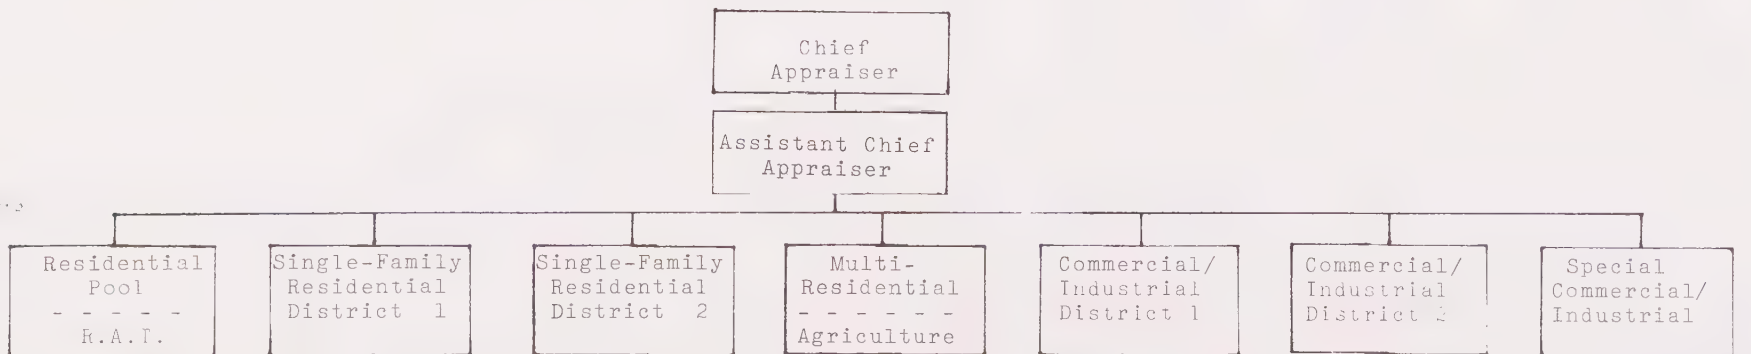 Chief
Appraiser
Assistant Chief
Appraiser
Residential
Pool
- - - - -
R.A.T.
Single-Family
Residential
District 1
Single-Family
Residential
District 2
Multi-
Residential
- - - - - -
Agriculture
Commercial/
Industrial
District 1
Commercial/
Industrial
District 2
Special
Commercial/
Industrial